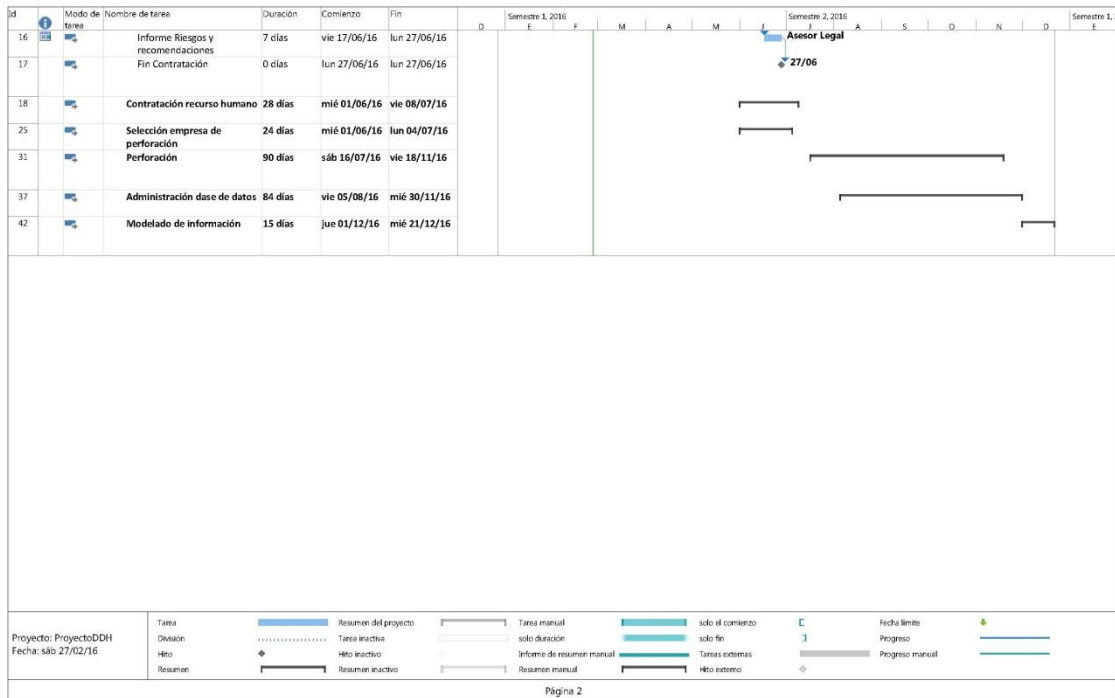 Id
Modo de tarea
Nombre de tarea
Duración
Comienzo
Fin
Semestre 1, 2016
Semestre 2, 2016
Semestre 1,
D E F M A M J J A S O N D E
16 Informe Riesgos y recomendaciones 7 días vie 17/06/16 lun 27/06/16
Asesor Legal
17 Fin Contratación 0 días lun 27/06/16 lun 27/06/16
27/06
18 Contratación recurso humano 28 días mié 01/06/16 vie 08/07/16
25 Selección empresa de perforación 24 días mié 01/06/16 lun 04/07/16
31 Perforación 90 días sáb 16/07/16 vie 18/11/16
37 Administración dase de datos 84 días vie 05/08/16 mié 30/11/16
42 Modelado de información 15 días jue 01/12/16 mié 21/12/16
Proyecto: ProyectoDDH
Fecha: sáb 27/02/16
Tarea Resumen del proyecto Tarea manual solo el comienzo Fecha límite
División Tarea inactiva solo duración solo fin Progreso
Hito Hito inactivo Informe de resumen manual Tareas externas Progreso manual
Resumen Resumen inactivo Resumen manual Hito externo
Página 2